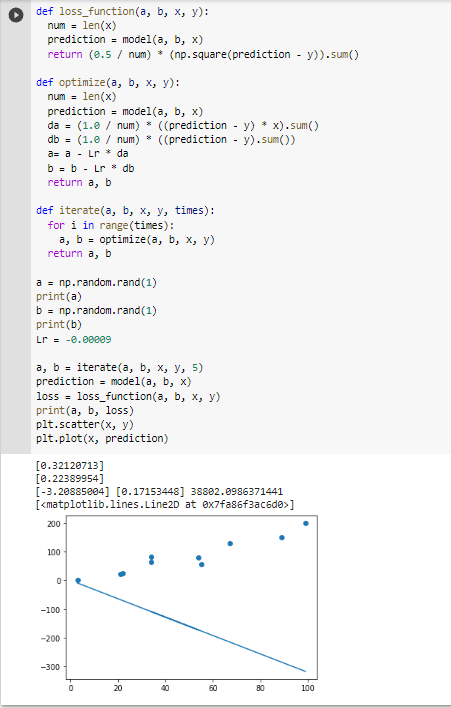 def loss_function(a, b, x, y):
  num = len(x)
  prediction = model(a, b, x)
  return (0.5 / num) * (np.square(prediction - y)).sum()

def optimize(a, b, x, y):
  num = len(x)
  prediction = model(a, b, x)
  da = (1.0 / num) * ((prediction - y) * x).sum()
  db = (1.0 / num) * ((prediction - y).sum())
  a= a - Lr * da
  b = b - Lr * db
  return a, b

def iterate(a, b, x, y, times):
  for i in range(times):
    a, b = optimize(a, b, x, y)
  return a, b

a = np.random.rand(1)
print(a)
b = np.random.rand(1)
print(b)
Lr = -0.00009

a, b = iterate(a, b, x, y, 5)
prediction = model(a, b, x)
loss = loss_function(a, b, x, y)
print(a, b, loss)
plt.scatter(x, y)
plt.plot(x, prediction)

[0.32120713]
[0.22389954]
[-3.20885004] [0.17153448] 38802.0986371441
[<matplotlib.lines.Line2D at 0x7fa86f3ac6d0>]
200
100
0
−100
−200
−300
0 20 40 60 80 100